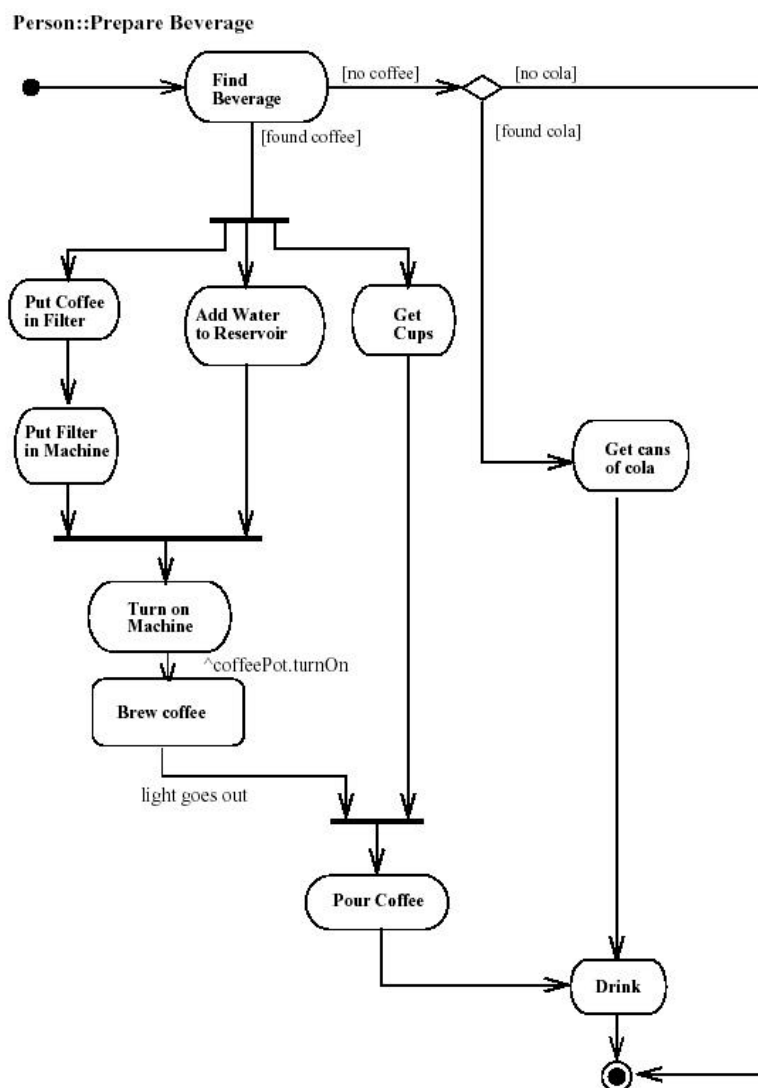 Person::Prepare Beverage
[no coffee]
[no cola]
Find
Beverage
[found coffee]
[found cola]
Put Coffee
in Filter
Add Water
to Reservoir
Get
Cups
Put Filter
in Machine
Get cans
of cola
Turn on
Machine
^coffeePot.turnOn
Brew coffee
light goes out
Pour Coffee
Drink